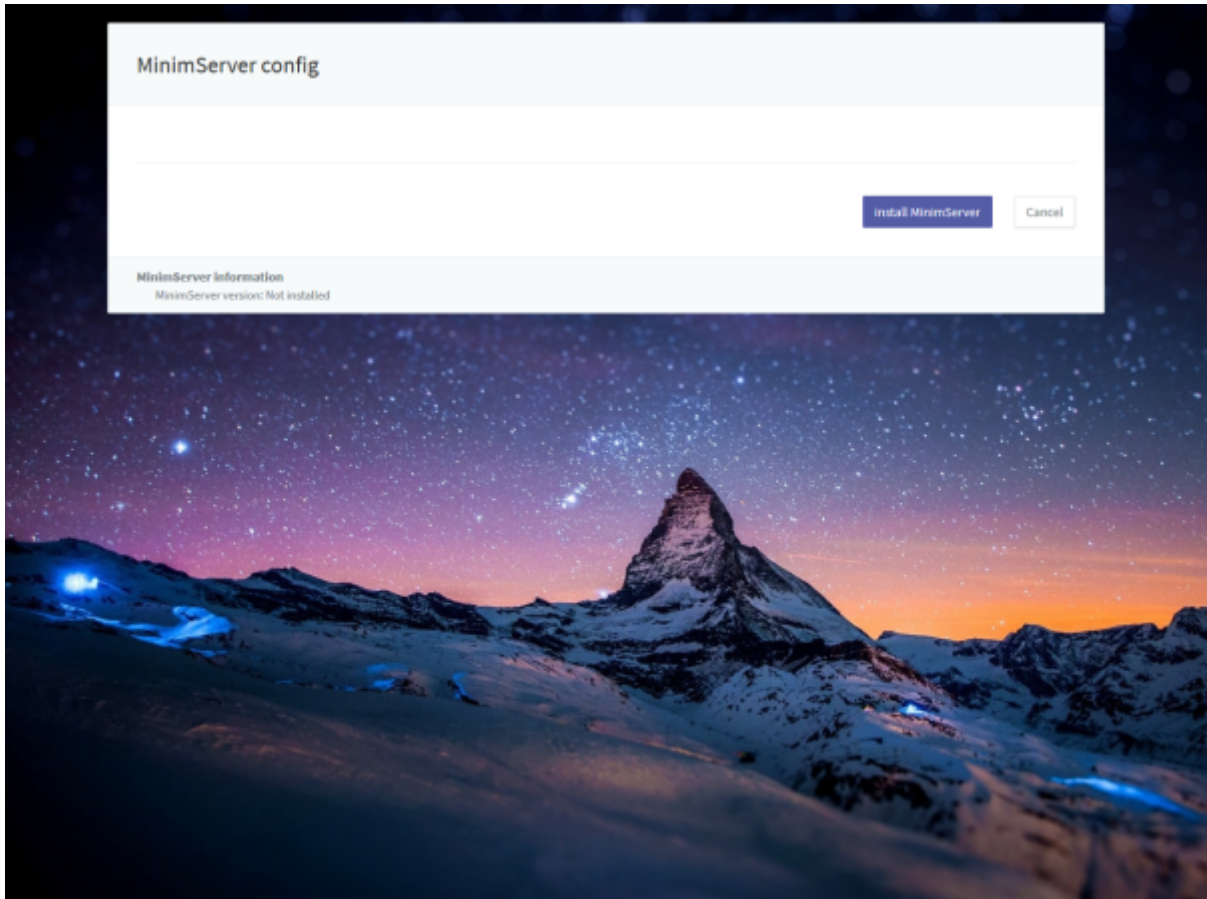 MinimServer config
Install MinimServer
Cancel
MinimServer information
MinimServer version: Not installed